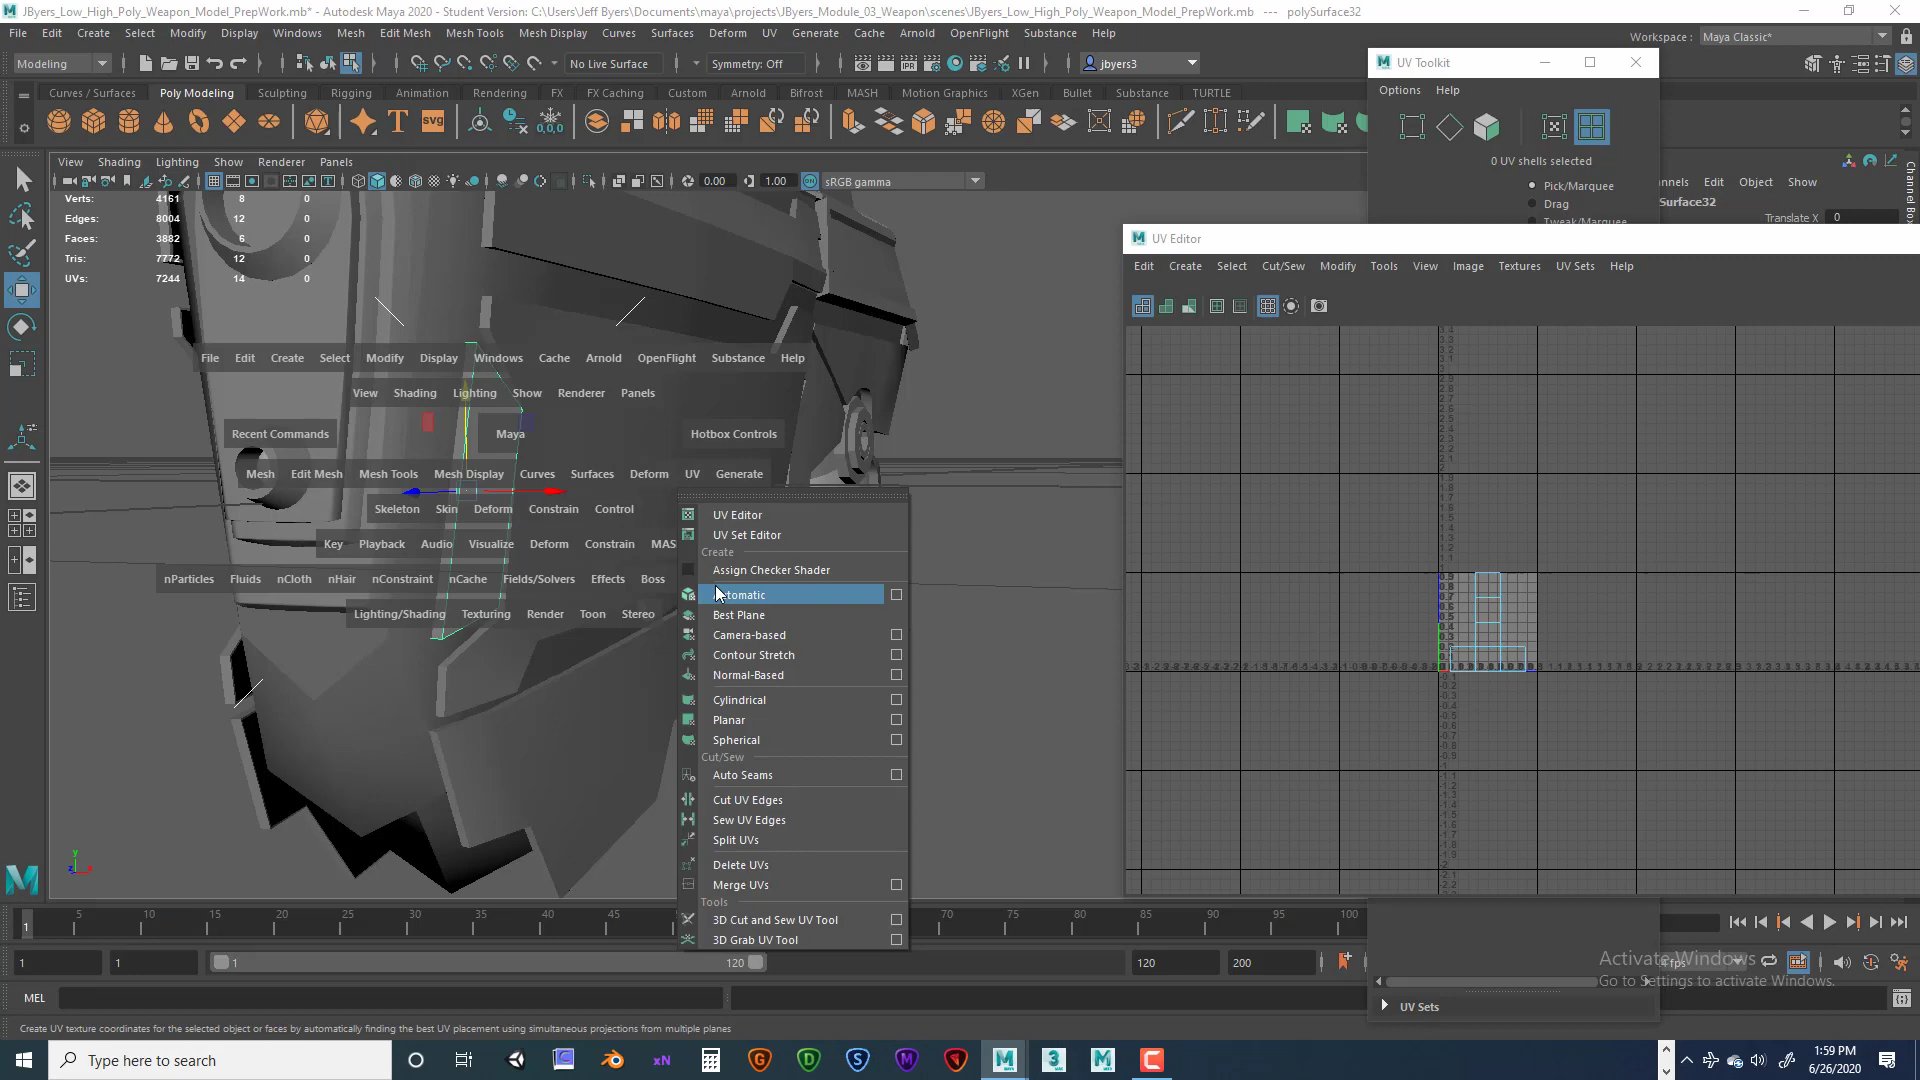 JByers_Low_High_Poly_Weapon_Model_PrepWork.mb* - Autodesk Maya 2020 - Student Version: C:\Users\Jeff Byers\Documents\maya\projects\JByers_Module_03_Weapon\scenes\JByers_Low_High_Poly_Weapon_Model_PrepWork.mb --- polySurface32
File Edit Create Select Modify Display Windows Mesh Edit Mesh Mesh Tools Mesh Display Curves Surfaces Deform UV Generate Cache Arnold OpenFlight Substance Help
Workspace : Maya Classic*
Modeling No Live Surface Symmetry: Off jbyers3
UV Toolkit
Options Help
Curves / Surfaces Poly Modeling Sculpting Rigging Animation Rendering FX FX Caching Custom Arnold Bifrost MASH Motion Graphics XGen Bullet Substance TURTLE
0 UV shells selected
Pick/Marquee
Drag
Tweak/Marquee
Edit Object Show
Surface32
Translate X 0
Channel Box
View Shading Lighting Show Renderer Panels
0.00 1.00 sRGB gamma
Verts: 4161 8 0
Edges: 8004 12 0
Faces: 3882 6 0
Tris: 7772 12 0
UVs: 7244 14 0
UV Editor
Edit Create Select Cut/Sew Modify Tools View Image Textures UV Sets Help
File Edit Create Select Modify Display Windows Cache Arnold OpenFlight Substance Help
View Shading Lighting Show Renderer Panels
Recent Commands Maya Hotbox Controls
Mesh Edit Mesh Mesh Tools Mesh Display Curves Surfaces Deform UV Generate
Skeleton Skin Deform Constrain Control
Key Playback Audio Visualize Deform Constrain MAS
nParticles Fluids nCloth nHair nConstraint nCache Fields/Solvers Effects Boss
Lighting/Shading Texturing Render Toon Stereo
UV Editor
UV Set Editor
Create
Assign Checker Shader
tomatic
Best Plane
Camera-based
Contour Stretch
Normal-Based
Cylindrical
Planar
Spherical
Cut/Sew
Auto Seams
Cut UV Edges
Sew UV Edges
Split UVs
Delete UVs
Merge UVs
Tools
3D Cut and Sew UV Tool
3D Grab UV Tool
1 5 10 15 20 25 30 35 40 45 70 75 80 85 90 95 100
1 1 1 120 120 200
MEL
UV Sets
Activate Windows
Go to Settings to activate Windows.
Create UV texture coordinates for the selected object or faces by automatically finding the best UV placement using simultaneous projections from multiple planes
Type here to search
1:59 PM
6/26/2020